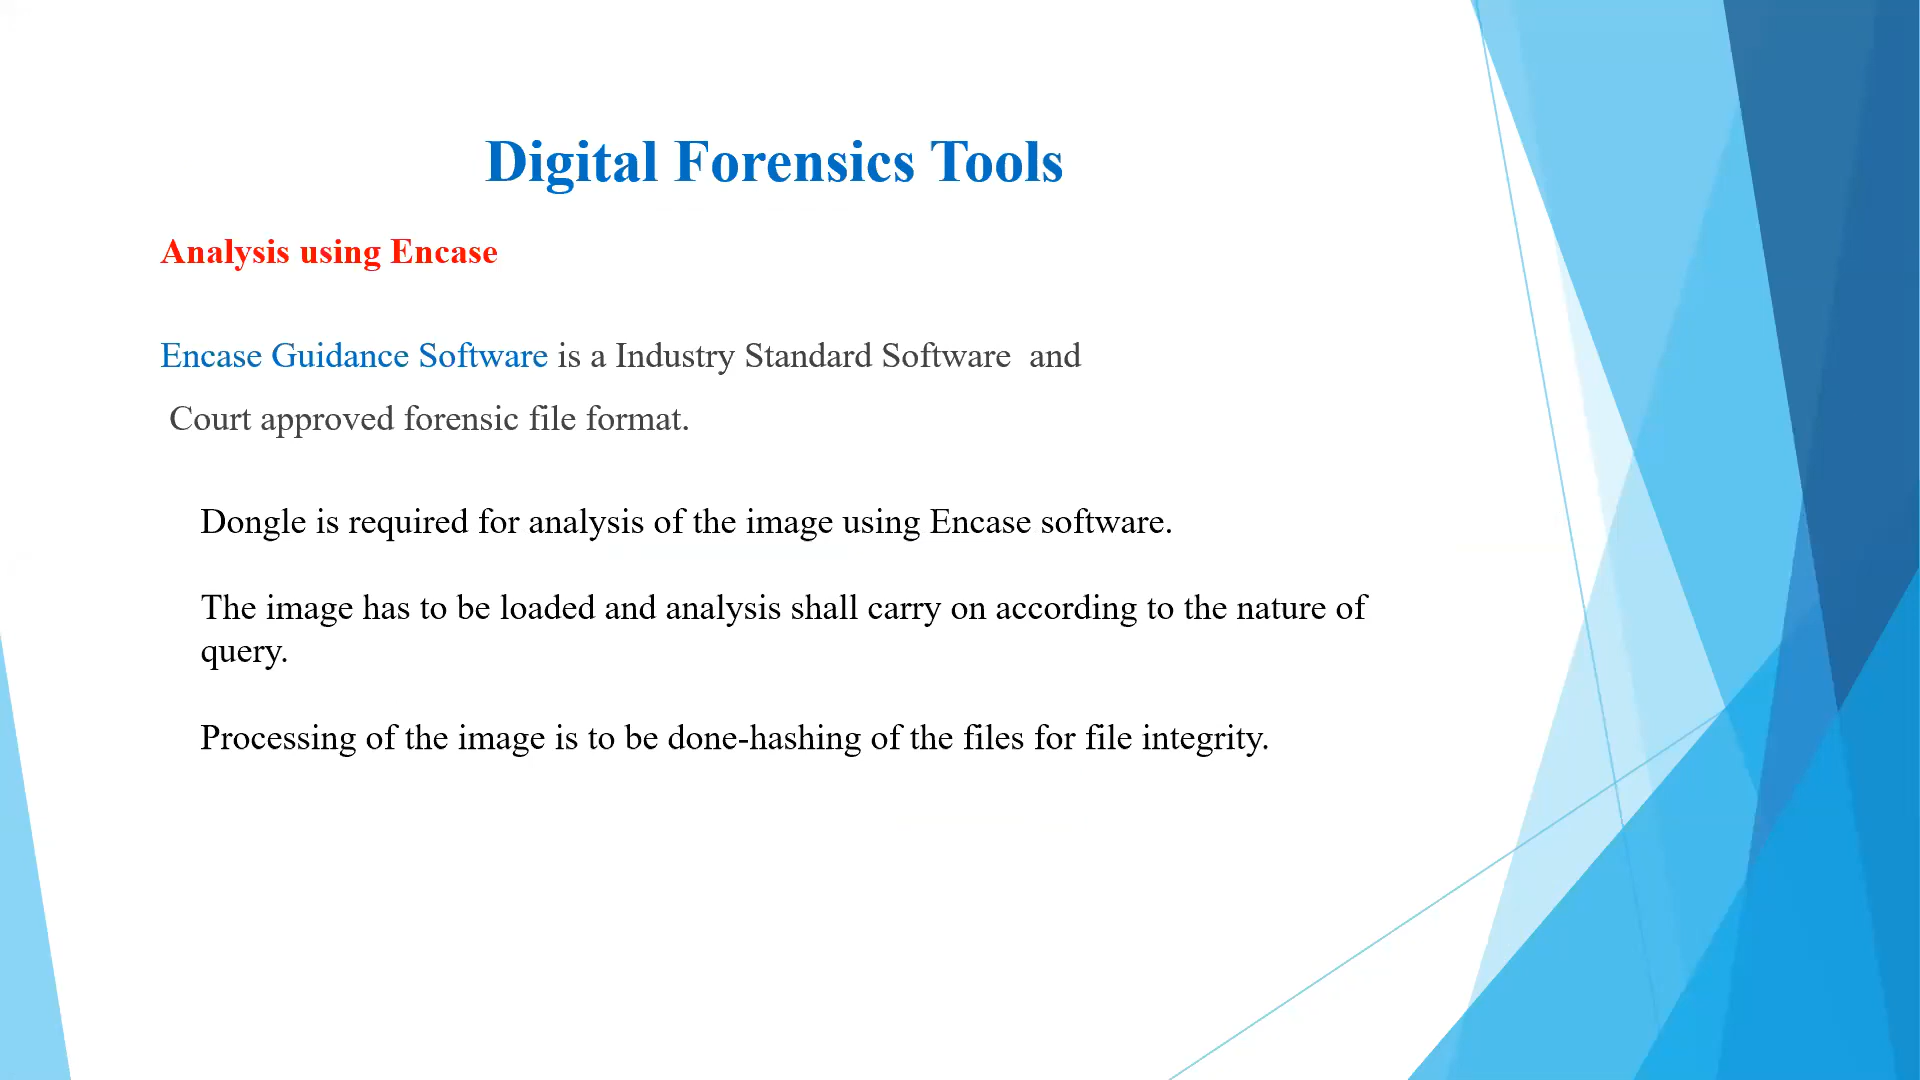 Digital Forensics Tools
Analysis using Encase
Encase Guidance Software is a Industry Standard Software  and
Court approved forensic file format.
Dongle is required for analysis of the image using Encase software.
The image has to be loaded and analysis shall carry on according to the nature of
query.
Processing of the image is to be done-hashing of the files for file integrity.